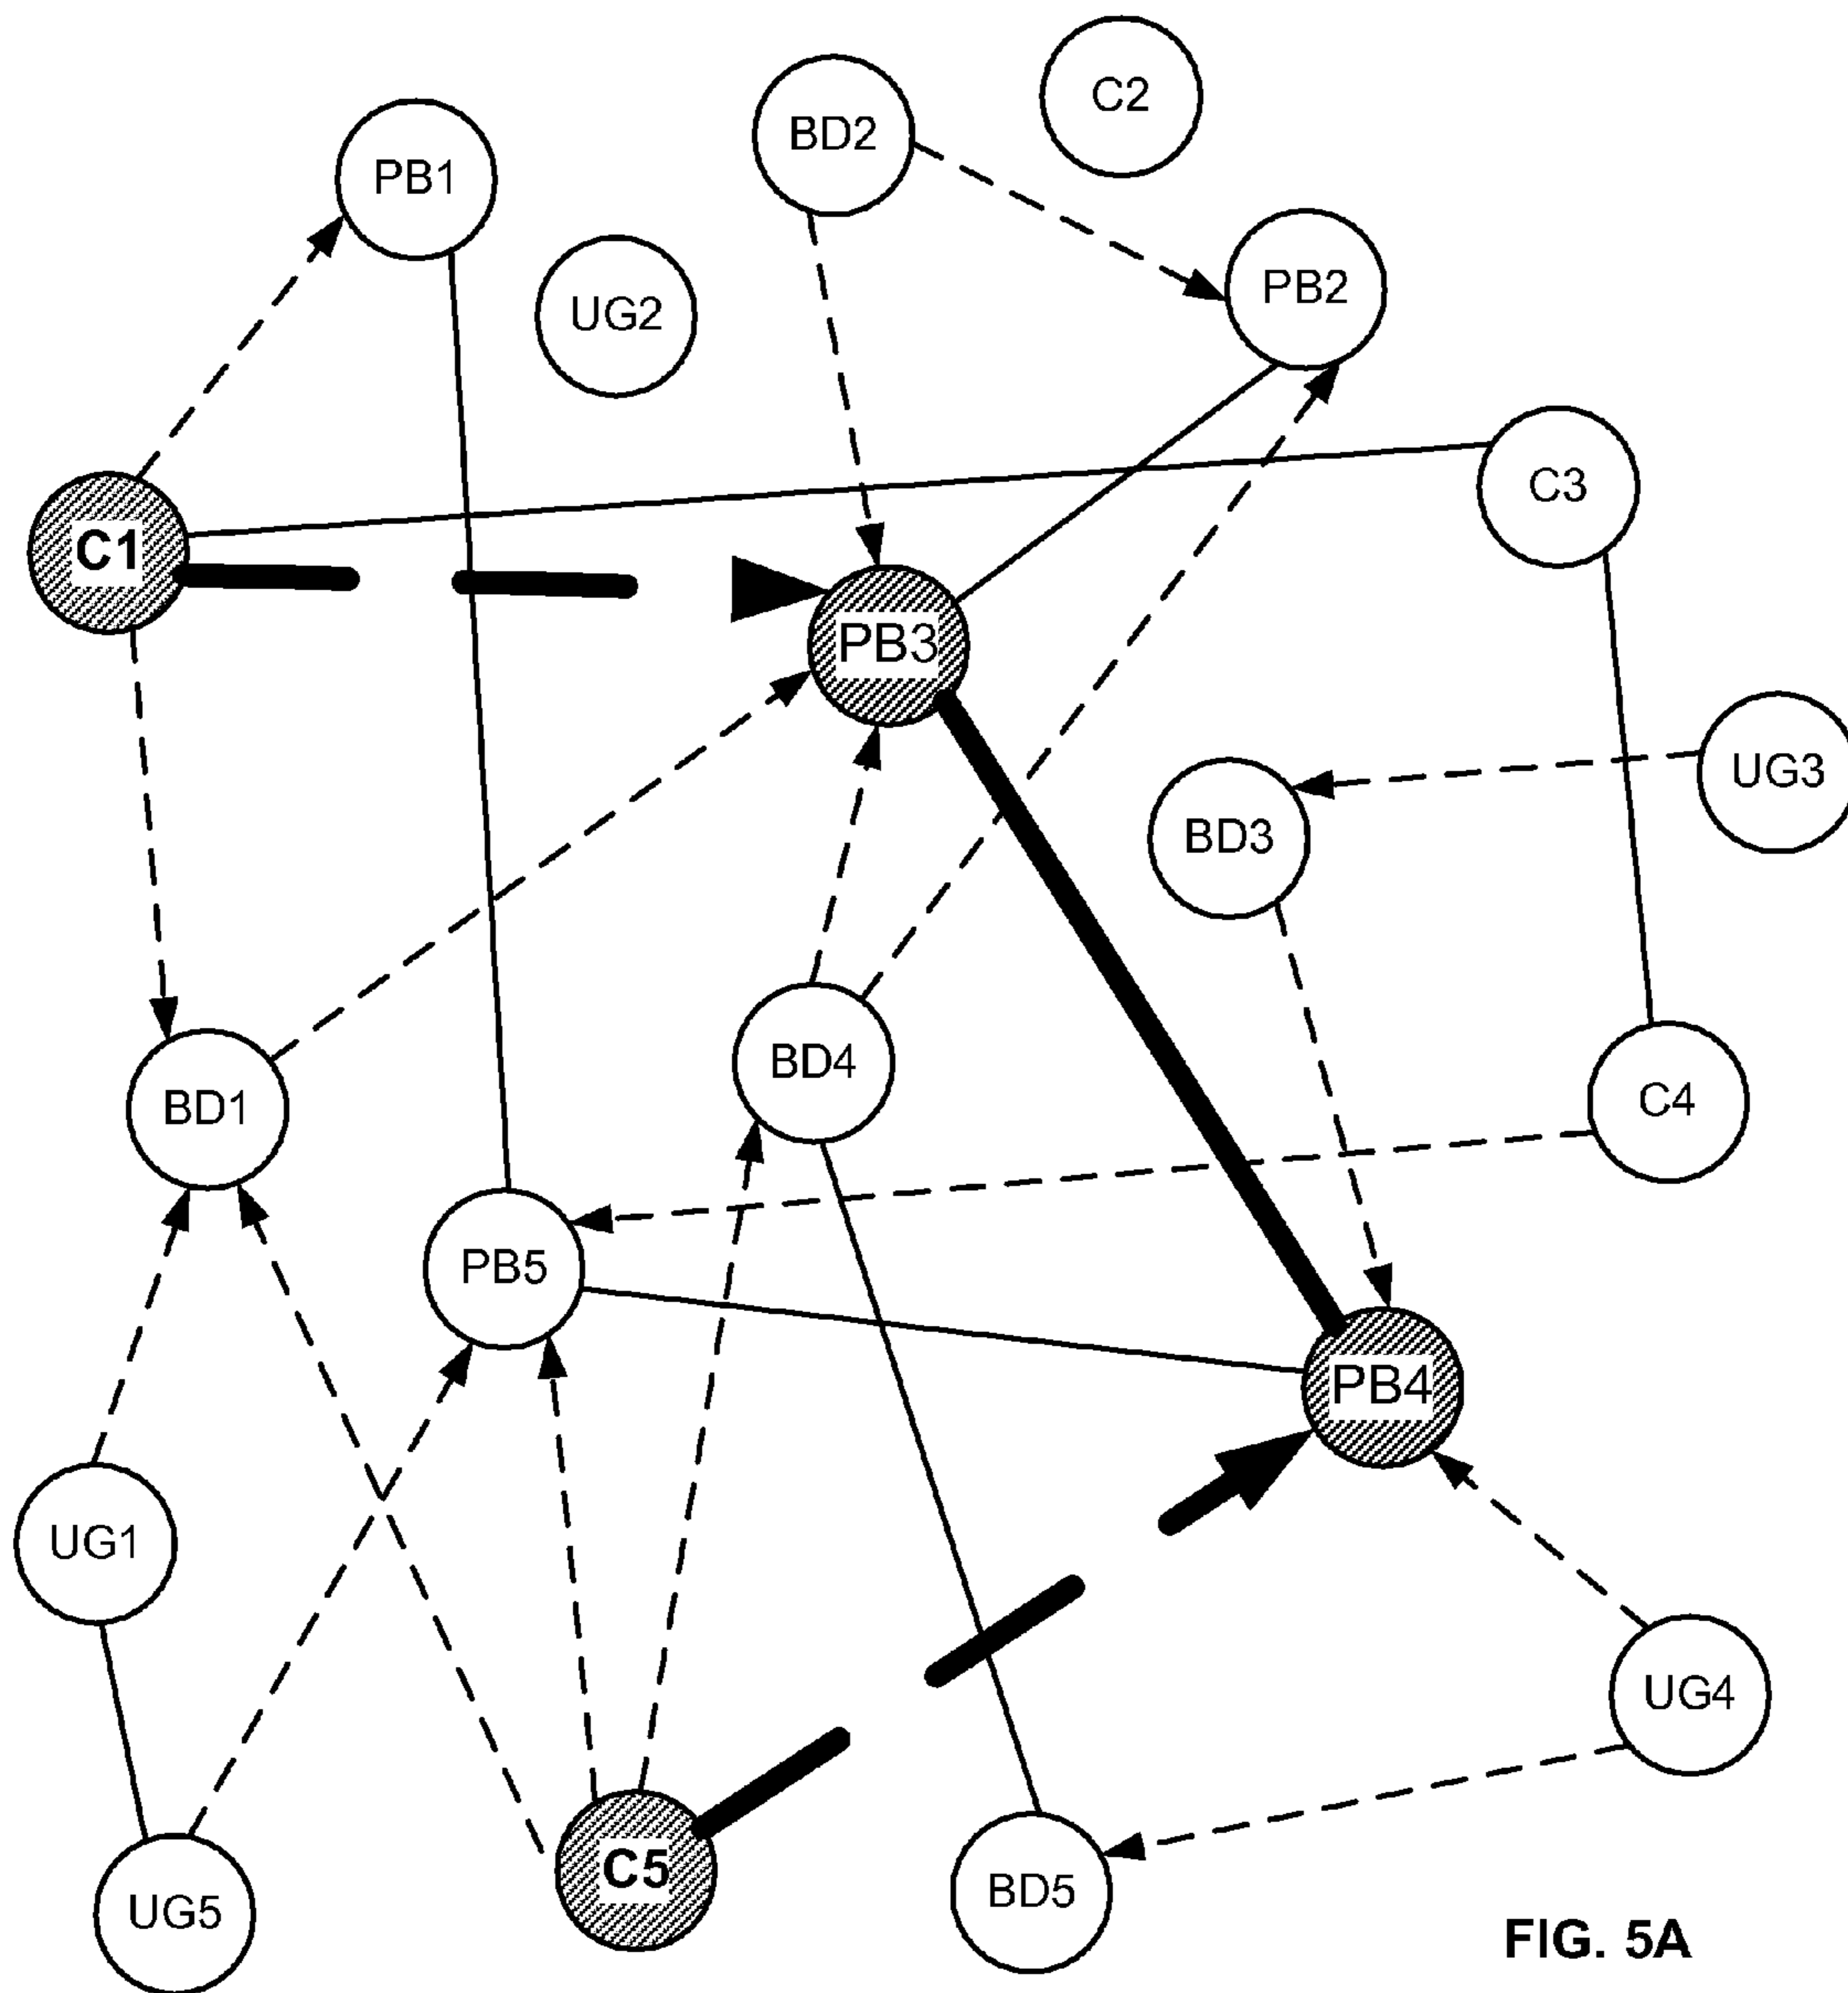 C2
BD2
PB1
PB2
UG2
C3
C1
PB3
UG3
BD3
BD4
C4
BD1
PB5
PB4
UG1
UG4
C5
BD5
UG5
FIG. 5A